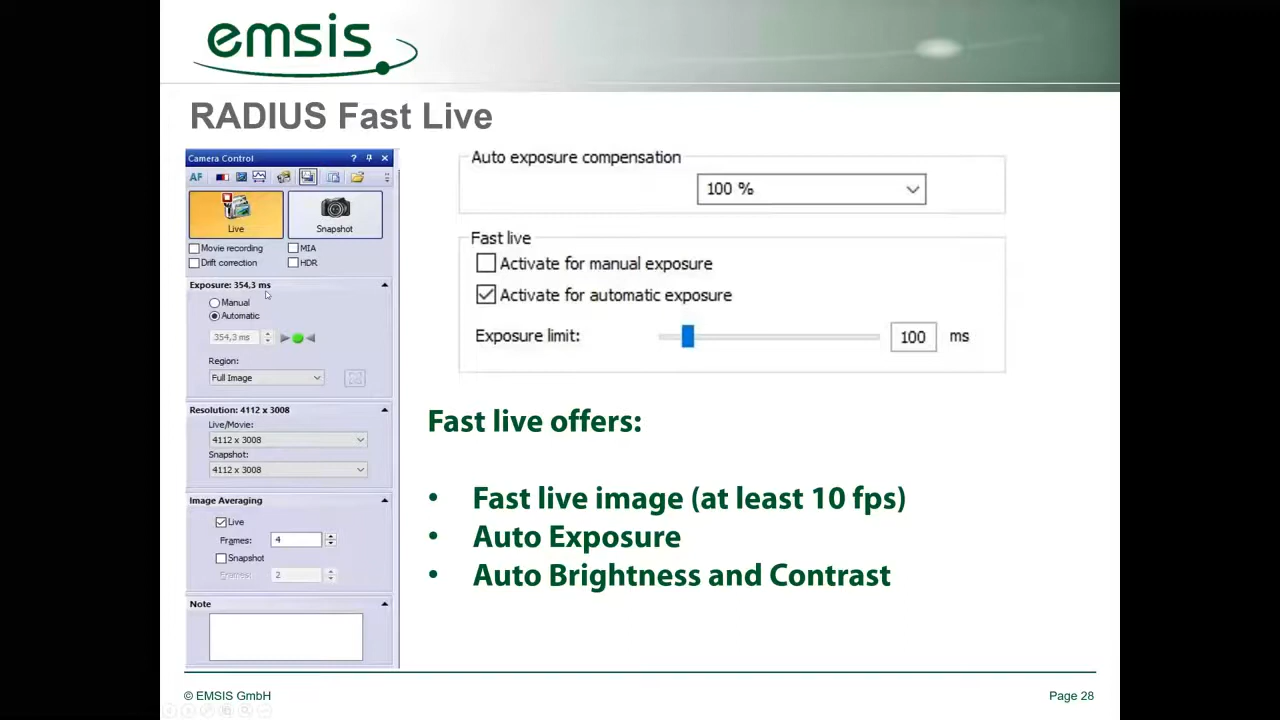 emsis
RADIUS Fast Live
Camera Control
?
AF
Live
Snapshot
Movie recording
MIA
Drift correction
HDR
Exposure: 354,3 ms
Manual
Automatic
354,3 ms
Region:
Full Image
Resolution: 4112 x 3008
Live/Movie:
4112 x 3008
Snapshot:
4112 x 3008
Image Averaging
Live
Frames: 4
Snapshot
Frames: 2
Note
Auto exposure compensation
100 %
Fast live
Activate for manual exposure
Activate for automatic exposure
Exposure limit: 100 ms
Fast live offers:
• Fast live image (at least 10 fps)
• Auto Exposure
• Auto Brightness and Contrast
© EMSIS GmbH
Page 28